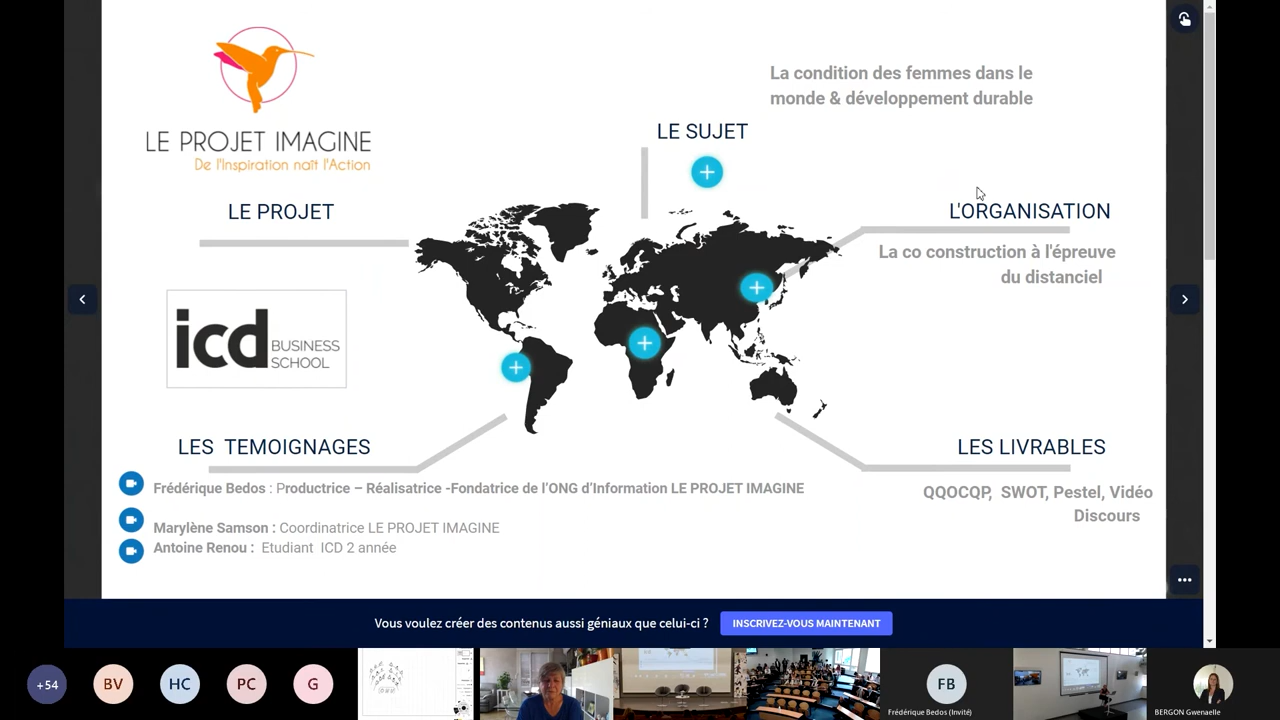 La condition des femmes dans le
monde & développement durable
LE PROJET IMAGINE
De l'Inspiration naît l'Action
LE SUJET
LE PROJET
L'ORGANISATION
La co construction à l'épreuve
du distanciel
icd BUSINESS
SCHOOL
LES TEMOIGNAGES
LES LIVRABLES
Frédérique Bedos : Productrice – Réalisatrice -Fondatrice de l'ONG d'Information LE PROJET IMAGINE
QQOCQP, SWOT, Pestel, Vidéo
Discours
Marylène Samson : Coordinatrice LE PROJET IMAGINE
Antoine Renou : Etudiant ICD 2 année
Vous voulez créer des contenus aussi géniaux que celui-ci ?
INSCRIVEZ-VOUS MAINTENANT
+54
BV
HC
PC
G
FB
Frédérique Bedos (Invité)
BERGON Gwenaelle